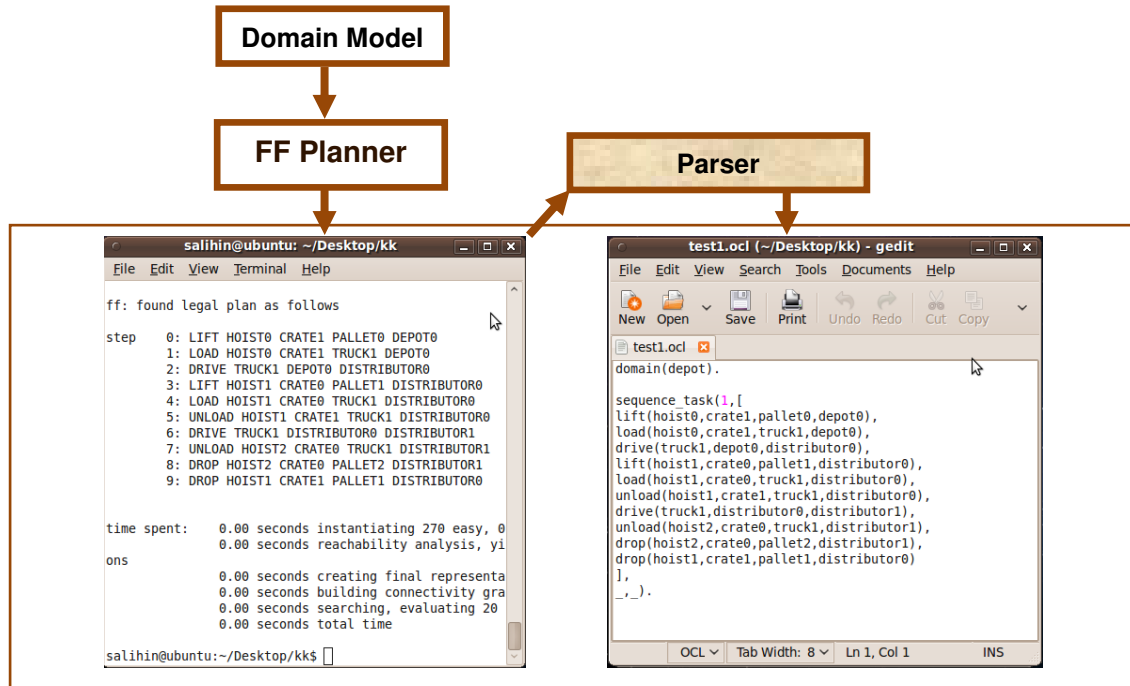 Domain Model
FF Planner
Parser
salihin@ubuntu: ~/Desktop/kk
File Edit View Terminal Help
ff: found legal plan as follows
step 0: LIFT HOIST0 CRATE1 PALLET0 DEPOT0
1: LOAD HOIST0 CRATE1 TRUCK1 DEPOT0
2: DRIVE TRUCK1 DEPOT0 DISTRIBUTOR0
3: LIFT HOIST1 CRATE0 PALLET1 DISTRIBUTOR0
4: LOAD HOIST1 CRATE0 TRUCK1 DISTRIBUTOR0
5: UNLOAD HOIST1 CRATE1 TRUCK1 DISTRIBUTOR0
6: DRIVE TRUCK1 DISTRIBUTOR0 DISTRIBUTOR1
7: UNLOAD HOIST2 CRATE0 TRUCK1 DISTRIBUTOR1
8: DROP HOIST2 CRATE0 PALLET2 DISTRIBUTOR1
9: DROP HOIST1 CRATE1 PALLET1 DISTRIBUTOR0
time spent: 0.00 seconds instantiating 270 easy, 0
0.00 seconds reachability analysis, yi
ons
0.00 seconds creating final representa
0.00 seconds building connectivity gra
0.00 seconds searching, evaluating 20
0.00 seconds total time
salihin@ubuntu:~/Desktop/kk$
test1.ocl (~/Desktop/kk) - gedit
File Edit View Search Tools Documents Help
New Open Save Print Undo Redo Cut Copy
test1.ocl
domain(depot).
sequence_task(1,[
lift(hoist0,crate1,pallet0,depot0),
load(hoist0,crate1,truck1,depot0),
drive(truck1,depot0,distributor0),
lift(hoist1,crate0,pallet1,distributor0),
load(hoist1,crate0,truck1,distributor0),
unload(hoist1,crate1,truck1,distributor0),
drive(truck1,distributor0,distributor1),
unload(hoist2,crate0,truck1,distributor1),
drop(hoist2,crate0,pallet2,distributor1),
drop(hoist1,crate1,pallet1,distributor0)
],
_,_).
OCL Tab Width: 8 Ln 1, Col 1 INS